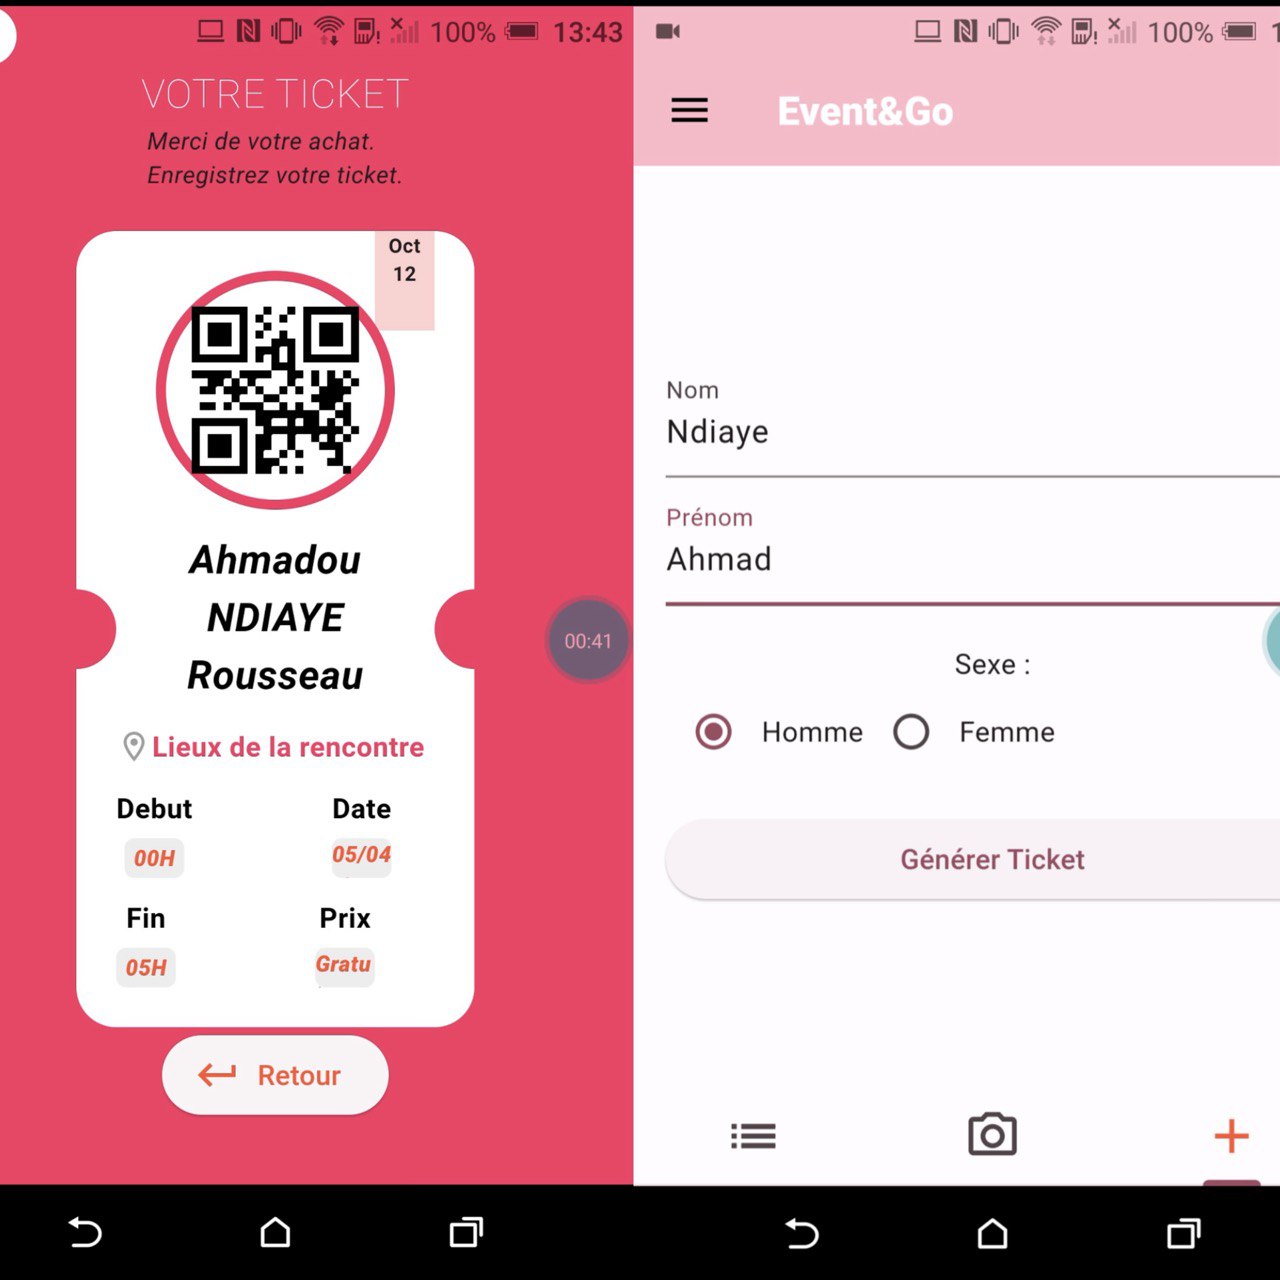 100% 13:43
VOTRE TICKET
Merci de votre achat.
Enregistrez votre ticket.
Oct
12
Ahmadou
NDIAYE
Rousseau
Lieux de la rencontre
Debut Date
00H 05/04
Fin Prix
05H Gratu
Retour
00:41
100% 1
Event&Go
Nom
Ndiaye
Prénom
Ahmad
Sexe :
Homme Femme
Générer Ticket